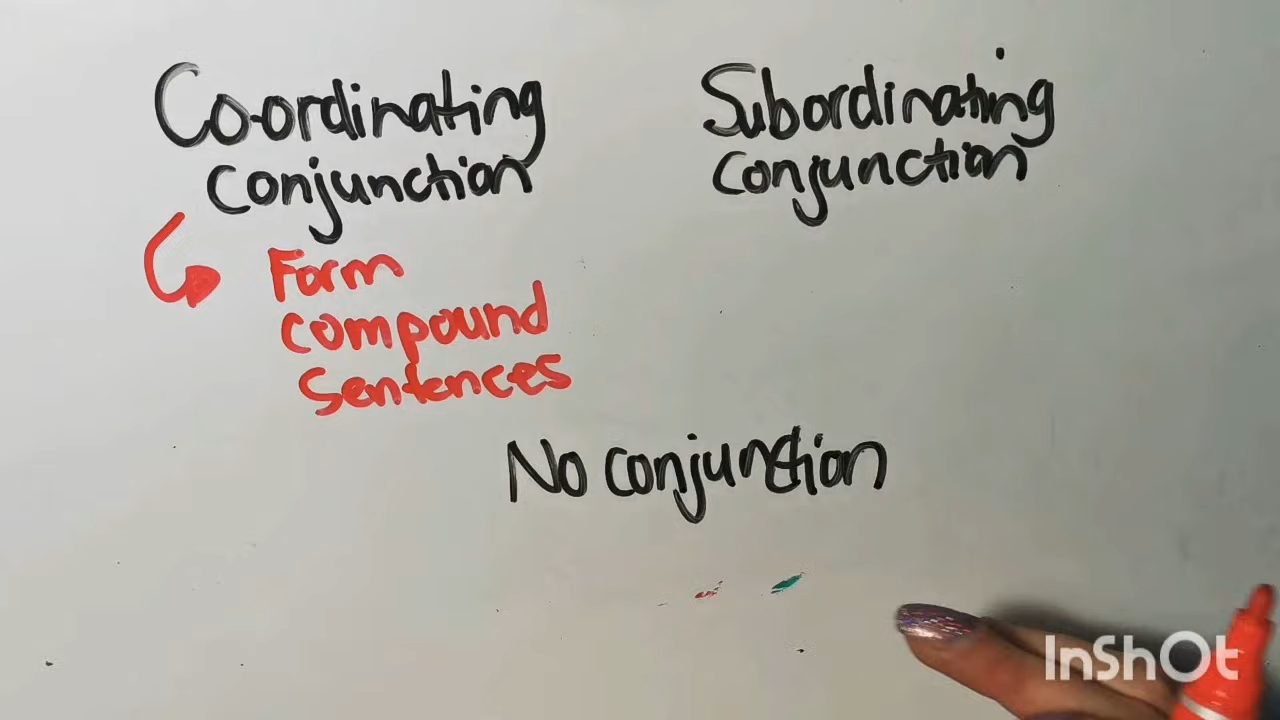 Co-ordinating
conjunction
Form
compound
Sentences
Subordinating
conjunction
No conjunction
InShOt